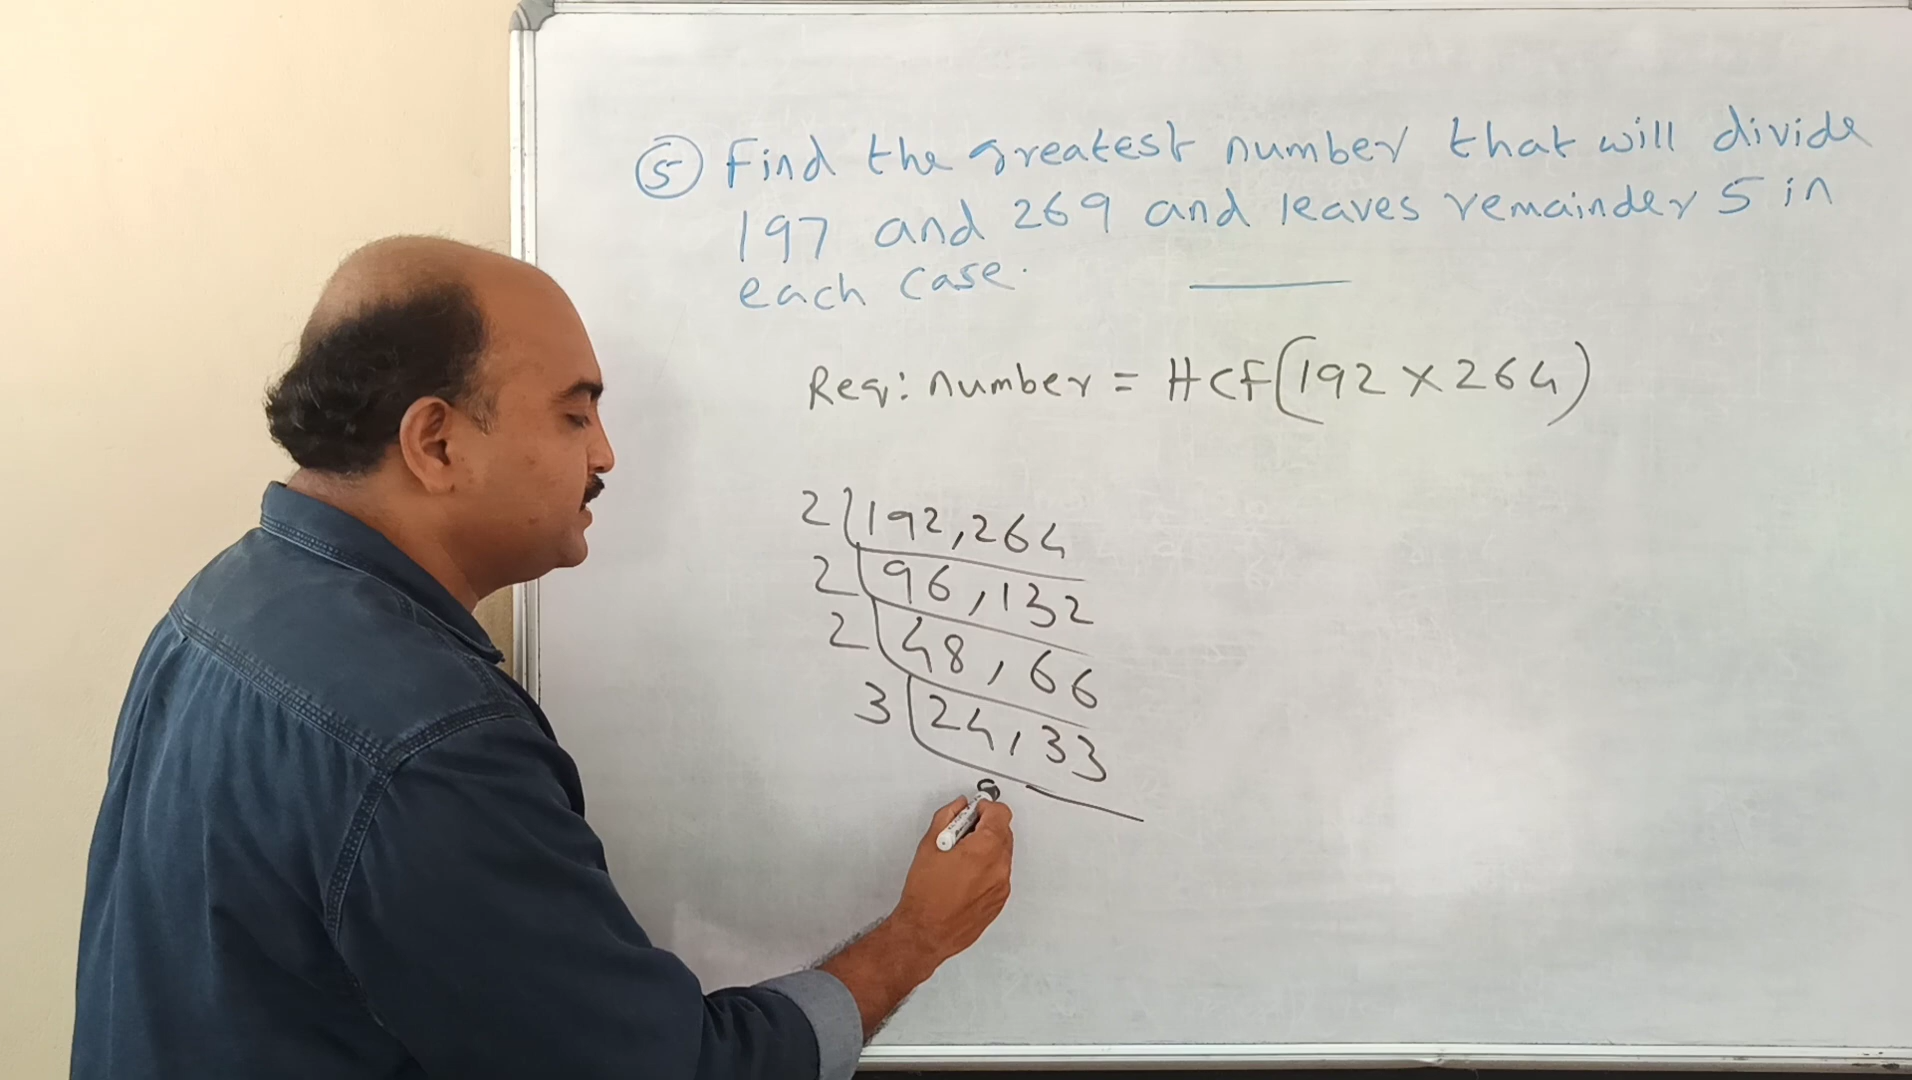 5 Find the greatest number that will divide
197 and 269 and leaves remainder 5 in
each case.
Req: number = HCF(192 × 264)
2 192,264
2 96,132
2 48,66
3 24,33
8